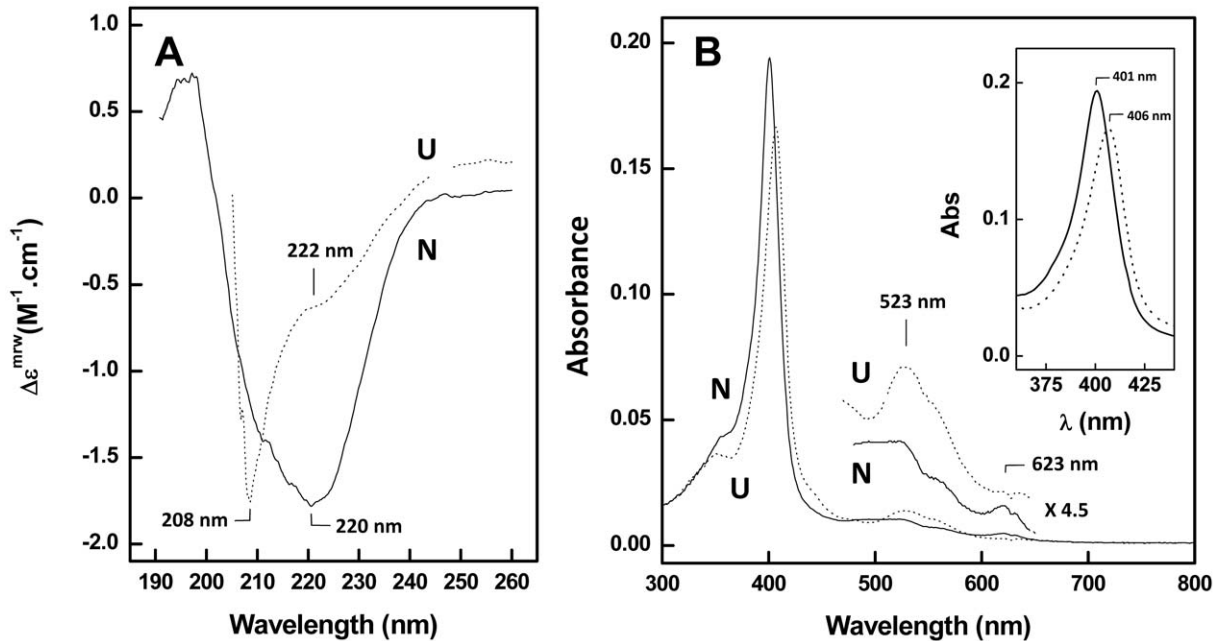 A
1.0
0.5
0.0
-0.5
-1.0
-1.5
-2.0
Δε^mrw(M^-1.cm^-1)
U
N
222 nm
208 nm
220 nm
190 200 210 220 230 240 250 260
Wavelength (nm)
B
0.20
0.15
0.10
0.05
0.00
Absorbance
N
U
523 nm
U
N
623 nm
X 4.5
300 400 500 600 700 800
Wavelength (nm)
0.2
0.1
0.0
Abs
401 nm
406 nm
375 400 425
λ (nm)